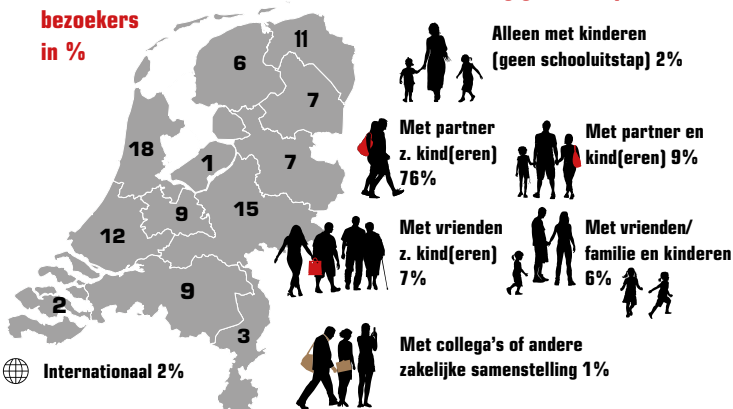 bezoekers
in %
11
6
7
18
1
7
9
15
12
9
2
3
Internationaal 2%
Alleen met kinderen
(geen schooluitstap) 2%
Met partner
z. kind(eren)
76%
Met partner en
kind(eren) 9%
Met vrienden
z. kind(eren)
7%
Met vrienden/
familie en kinderen
6%
Met collega's of andere
zakelijke samenstelling 1%